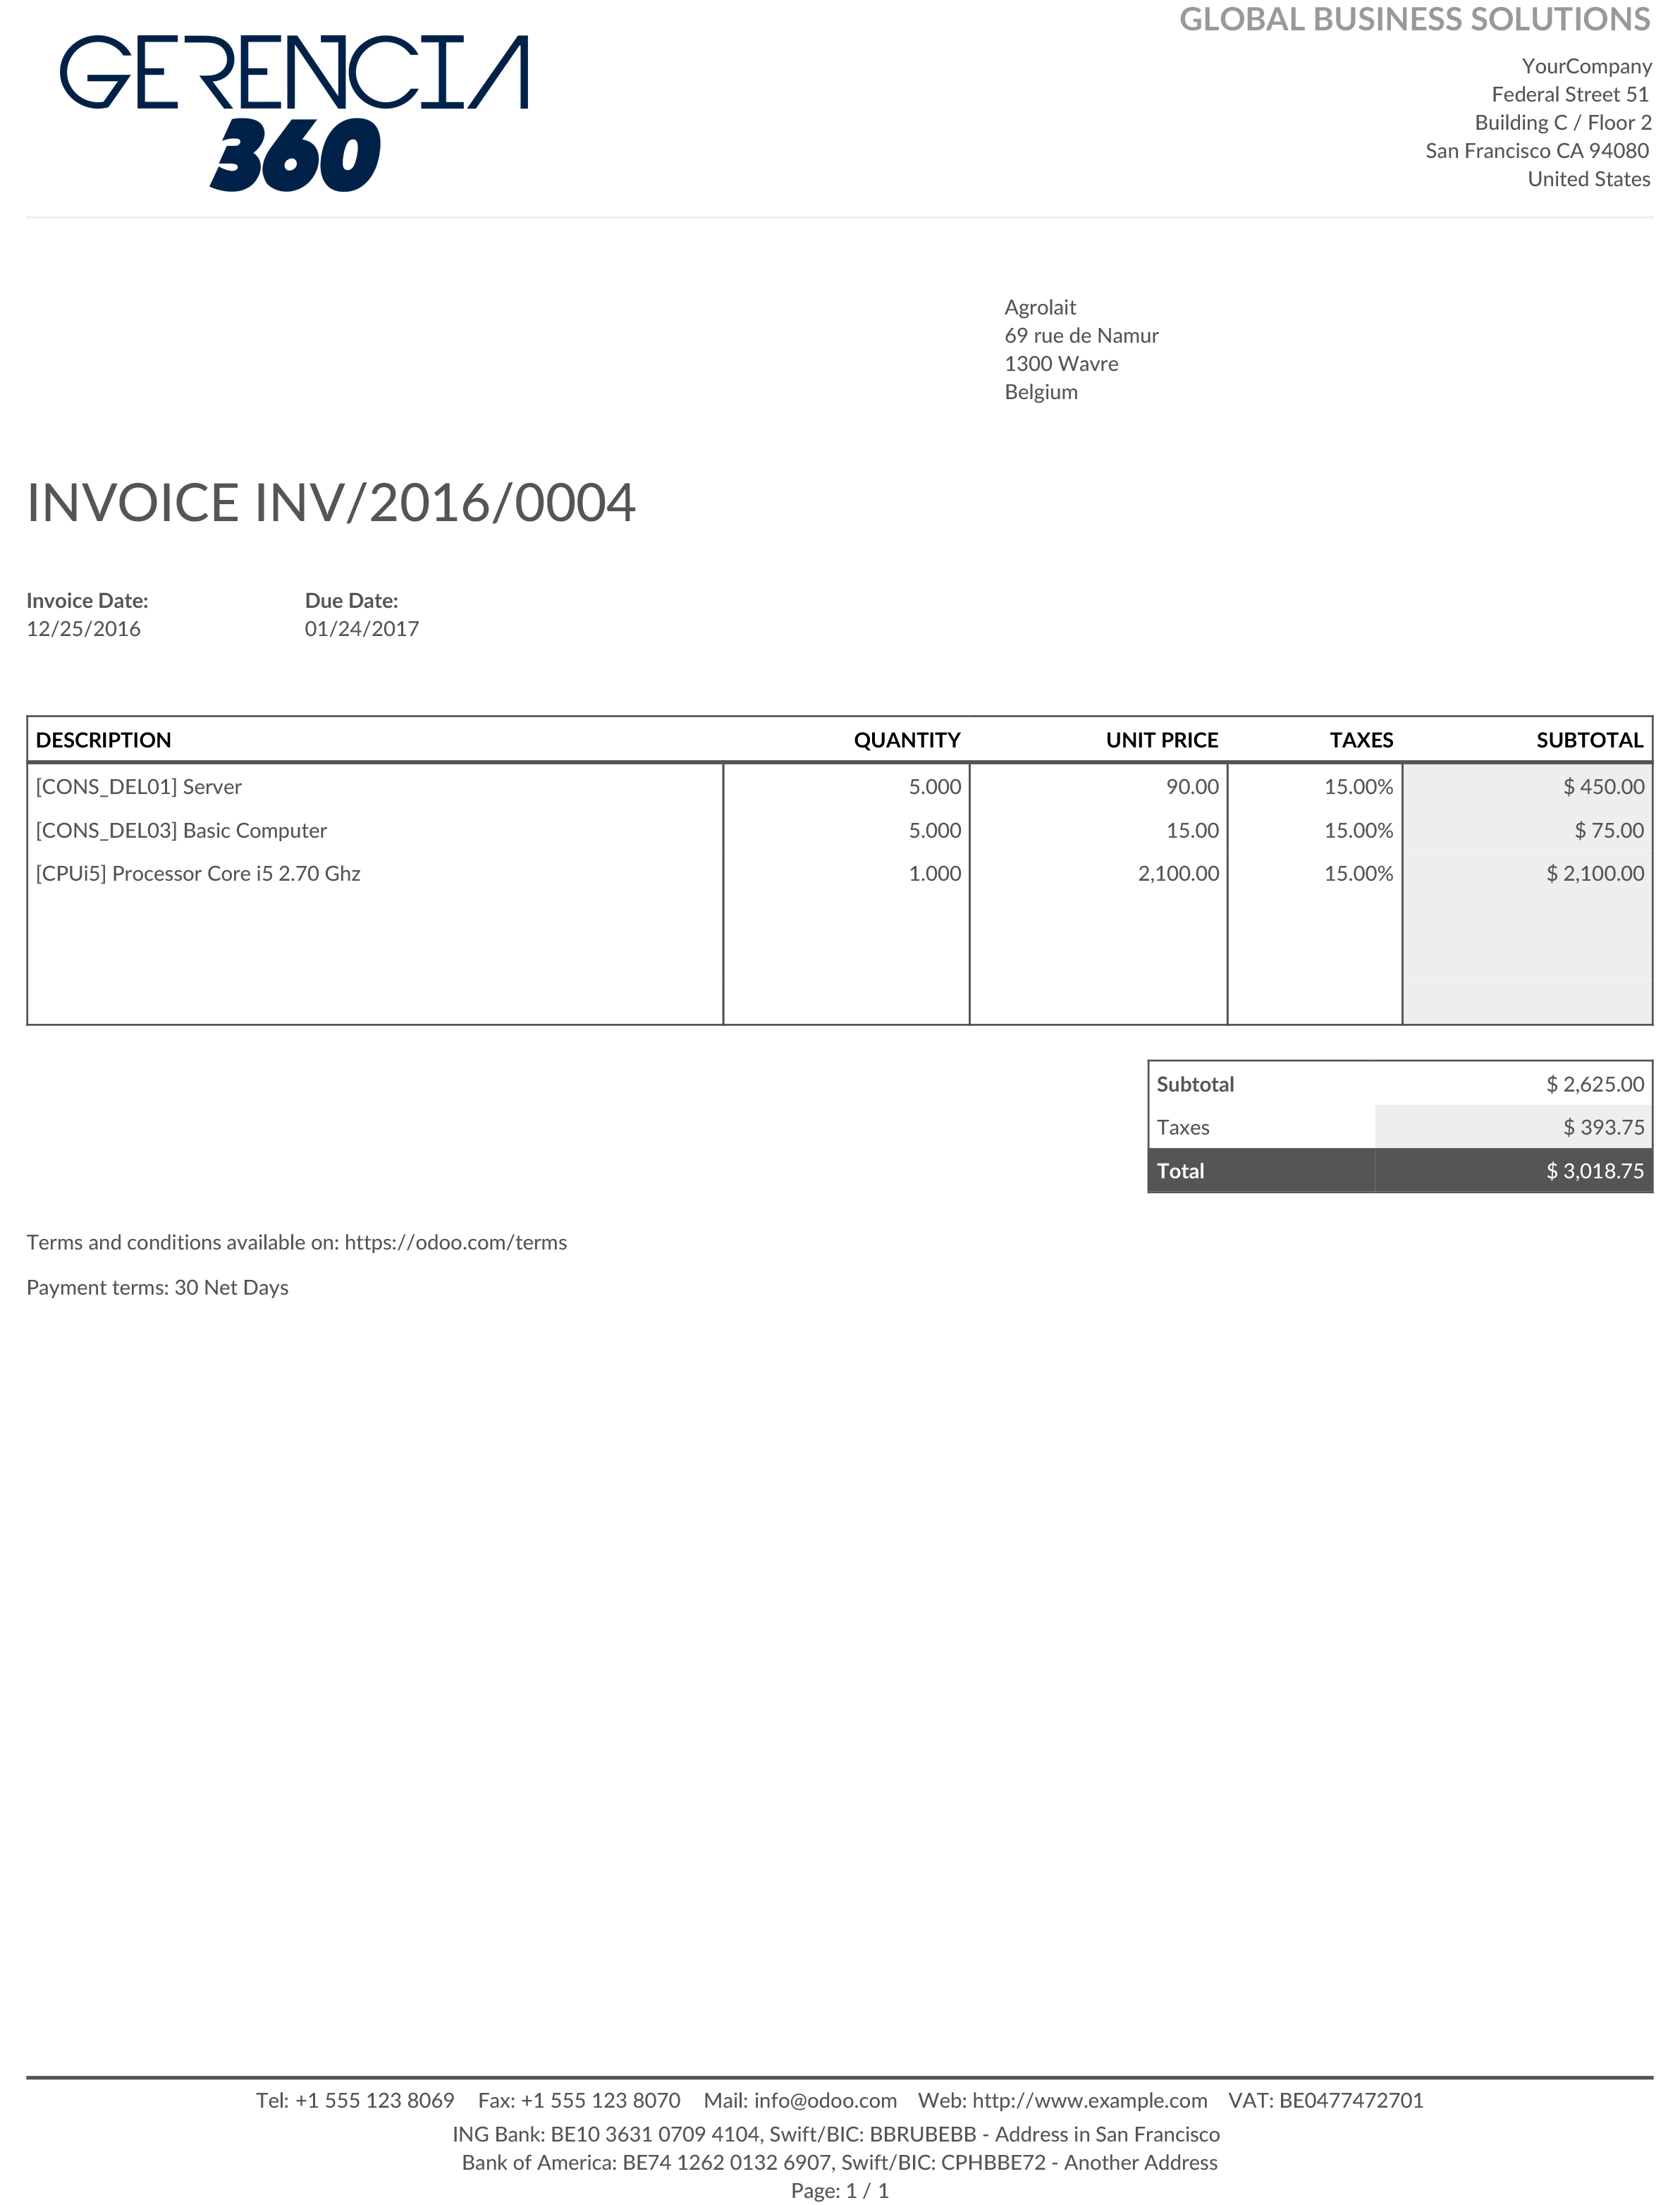 GERENCIA
360
GLOBAL BUSINESS SOLUTIONS
YourCompany
Federal Street 51
Building C / Floor 2
San Francisco CA 94080
United States
Agrolait
69 rue de Namur
1300 Wavre
Belgium
INVOICE INV/2016/0004
Invoice Date: Due Date:
12/25/2016 01/24/2017
DESCRIPTION QUANTITY UNIT PRICE TAXES SUBTOTAL
[CONS_DEL01] Server 5.000 90.00 15.00% $ 450.00
[CONS_DEL03] Basic Computer 5.000 15.00 15.00% $ 75.00
[CPUi5] Processor Core i5 2.70 Ghz 1.000 2,100.00 15.00% $ 2,100.00
Subtotal $ 2,625.00
Taxes $ 393.75
Total $ 3,018.75
Terms and conditions available on: https://odoo.com/terms
Payment terms: 30 Net Days
Tel: +1 555 123 8069 Fax: +1 555 123 8070 Mail: info@odoo.com Web: http://www.example.com VAT: BE0477472701
ING Bank: BE10 3631 0709 4104, Swift/BIC: BBRUBEBB - Address in San Francisco
Bank of America: BE74 1262 0132 6907, Swift/BIC: CPHBBE72 - Another Address
Page: 1 / 1